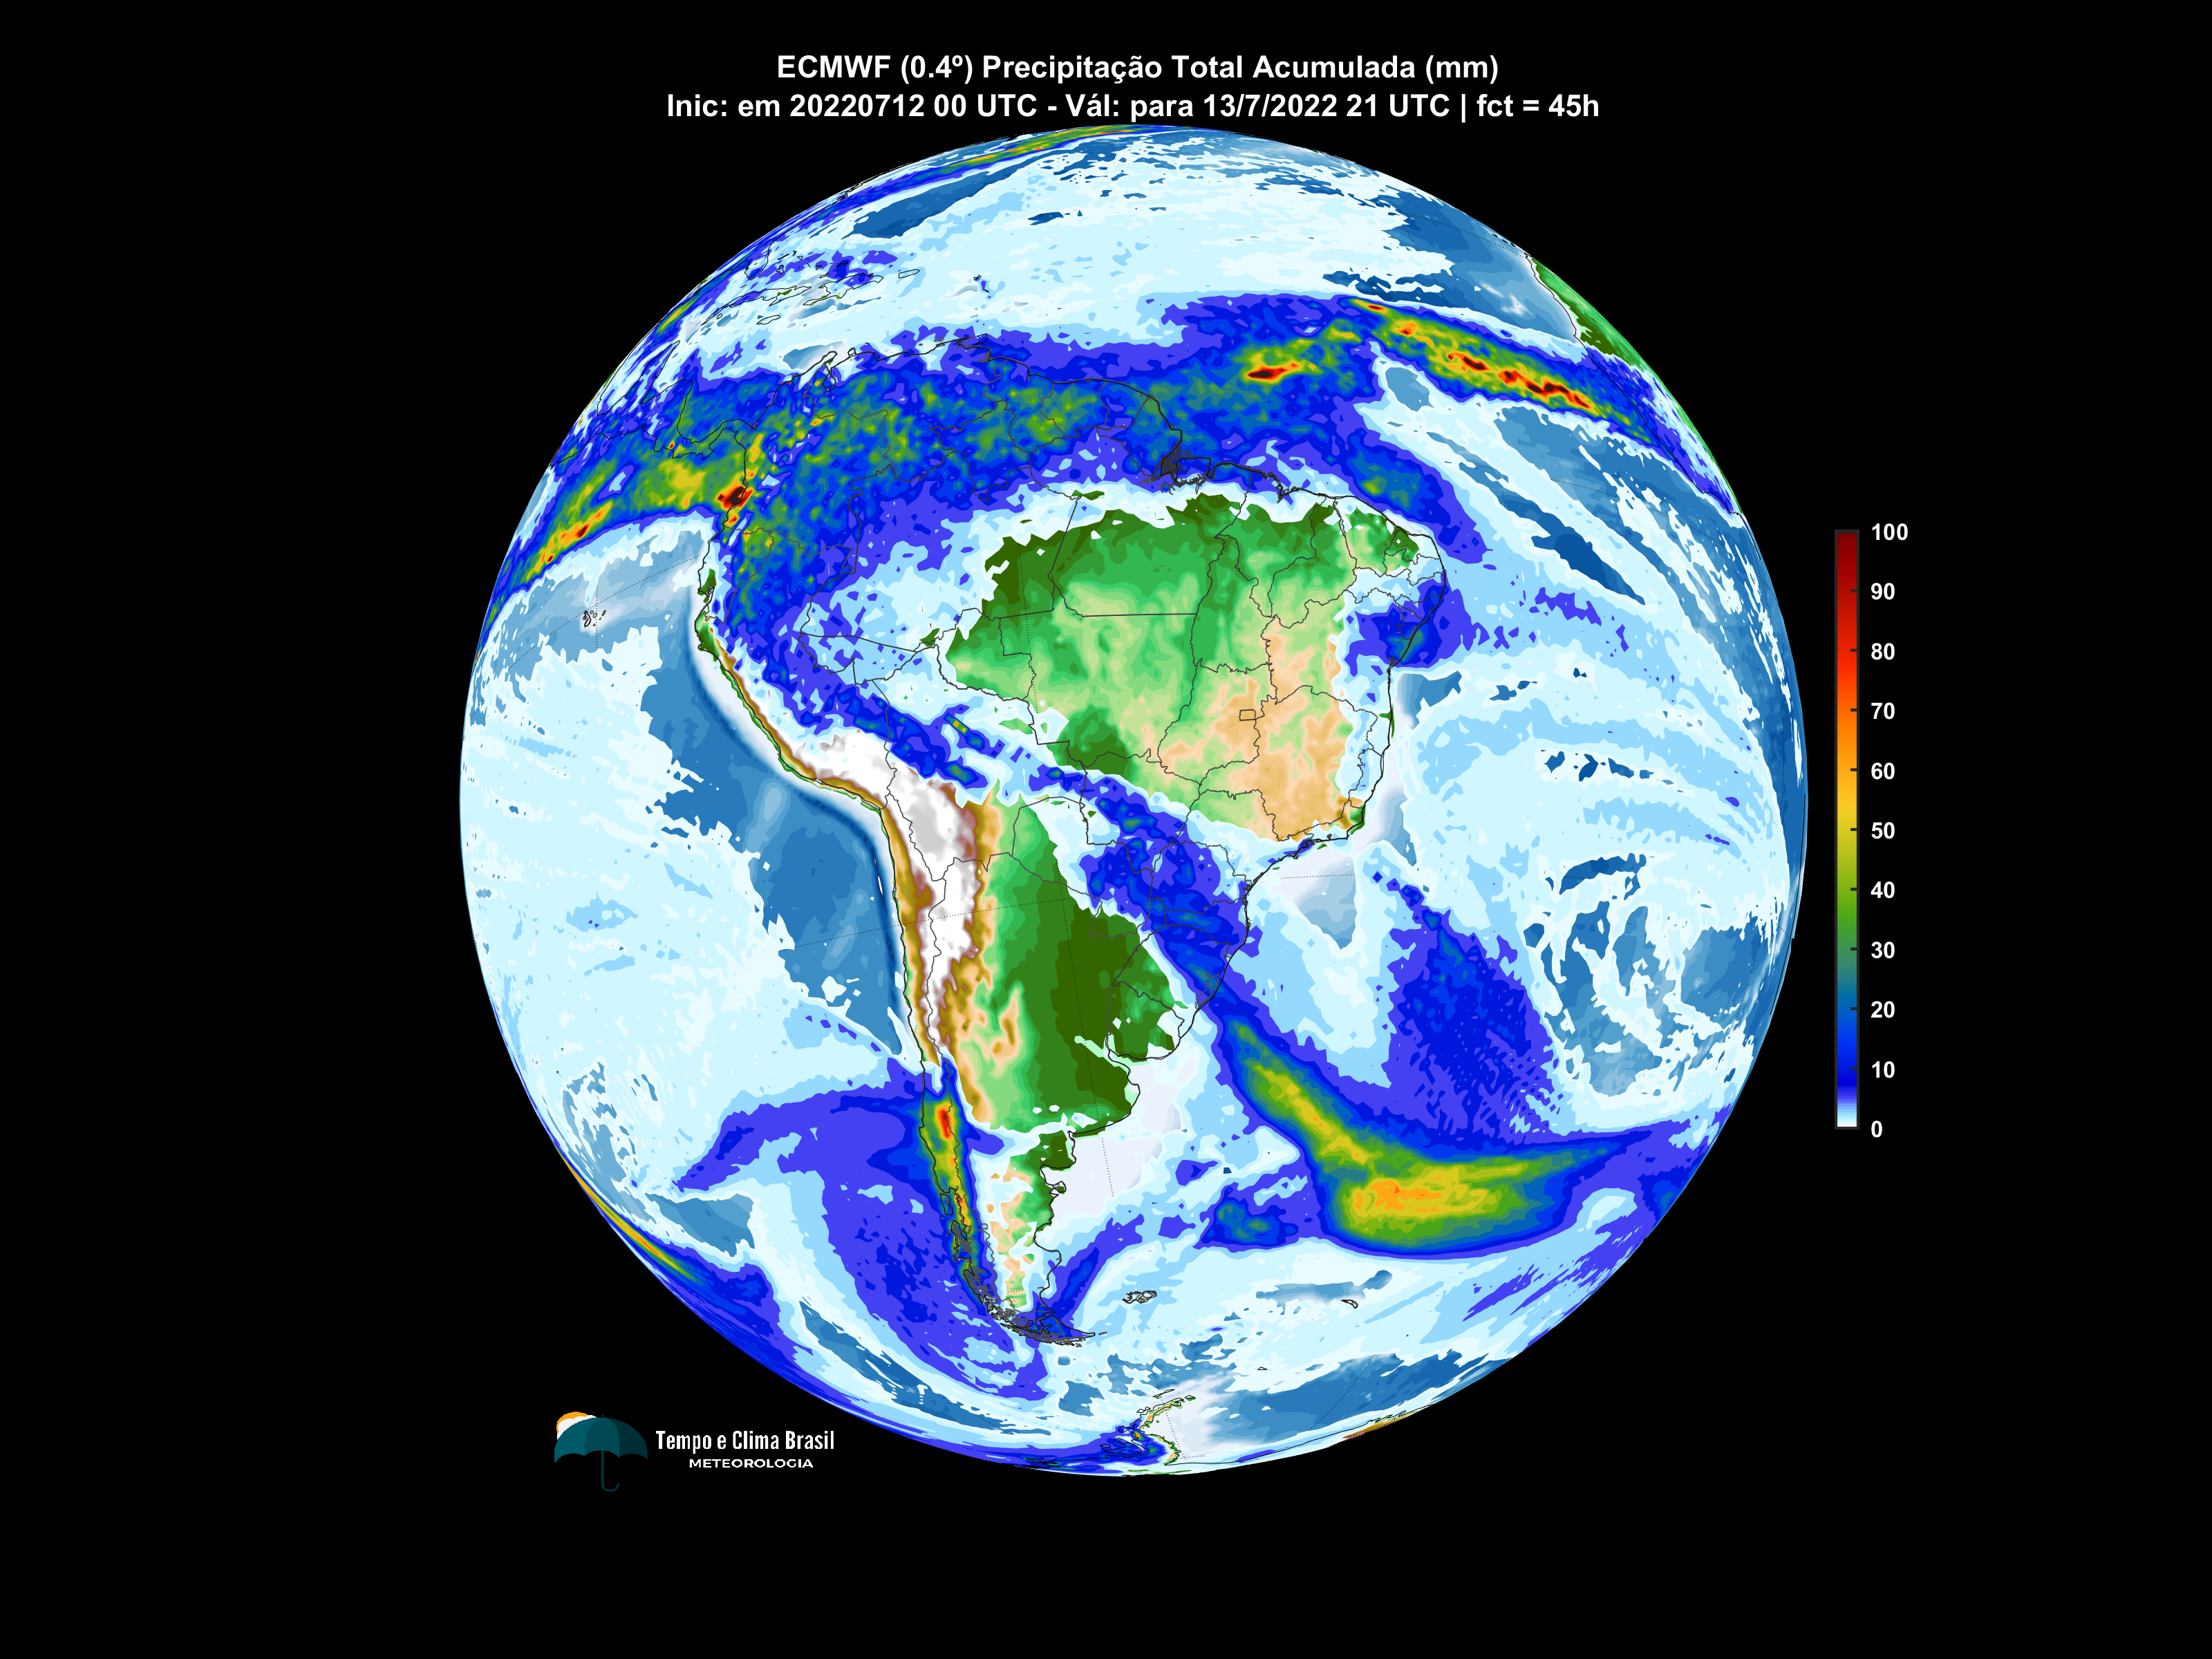 ECMWF (0.4º) Precipitação Total Acumulada (mm)
Inic: em 20220712 00 UTC - Vál: para 13/7/2022 21 UTC | fct = 45h
100
90
80
70
60
50
40
30
20
10
0
Tempo e Clima Brasil
METEOROLOGIA